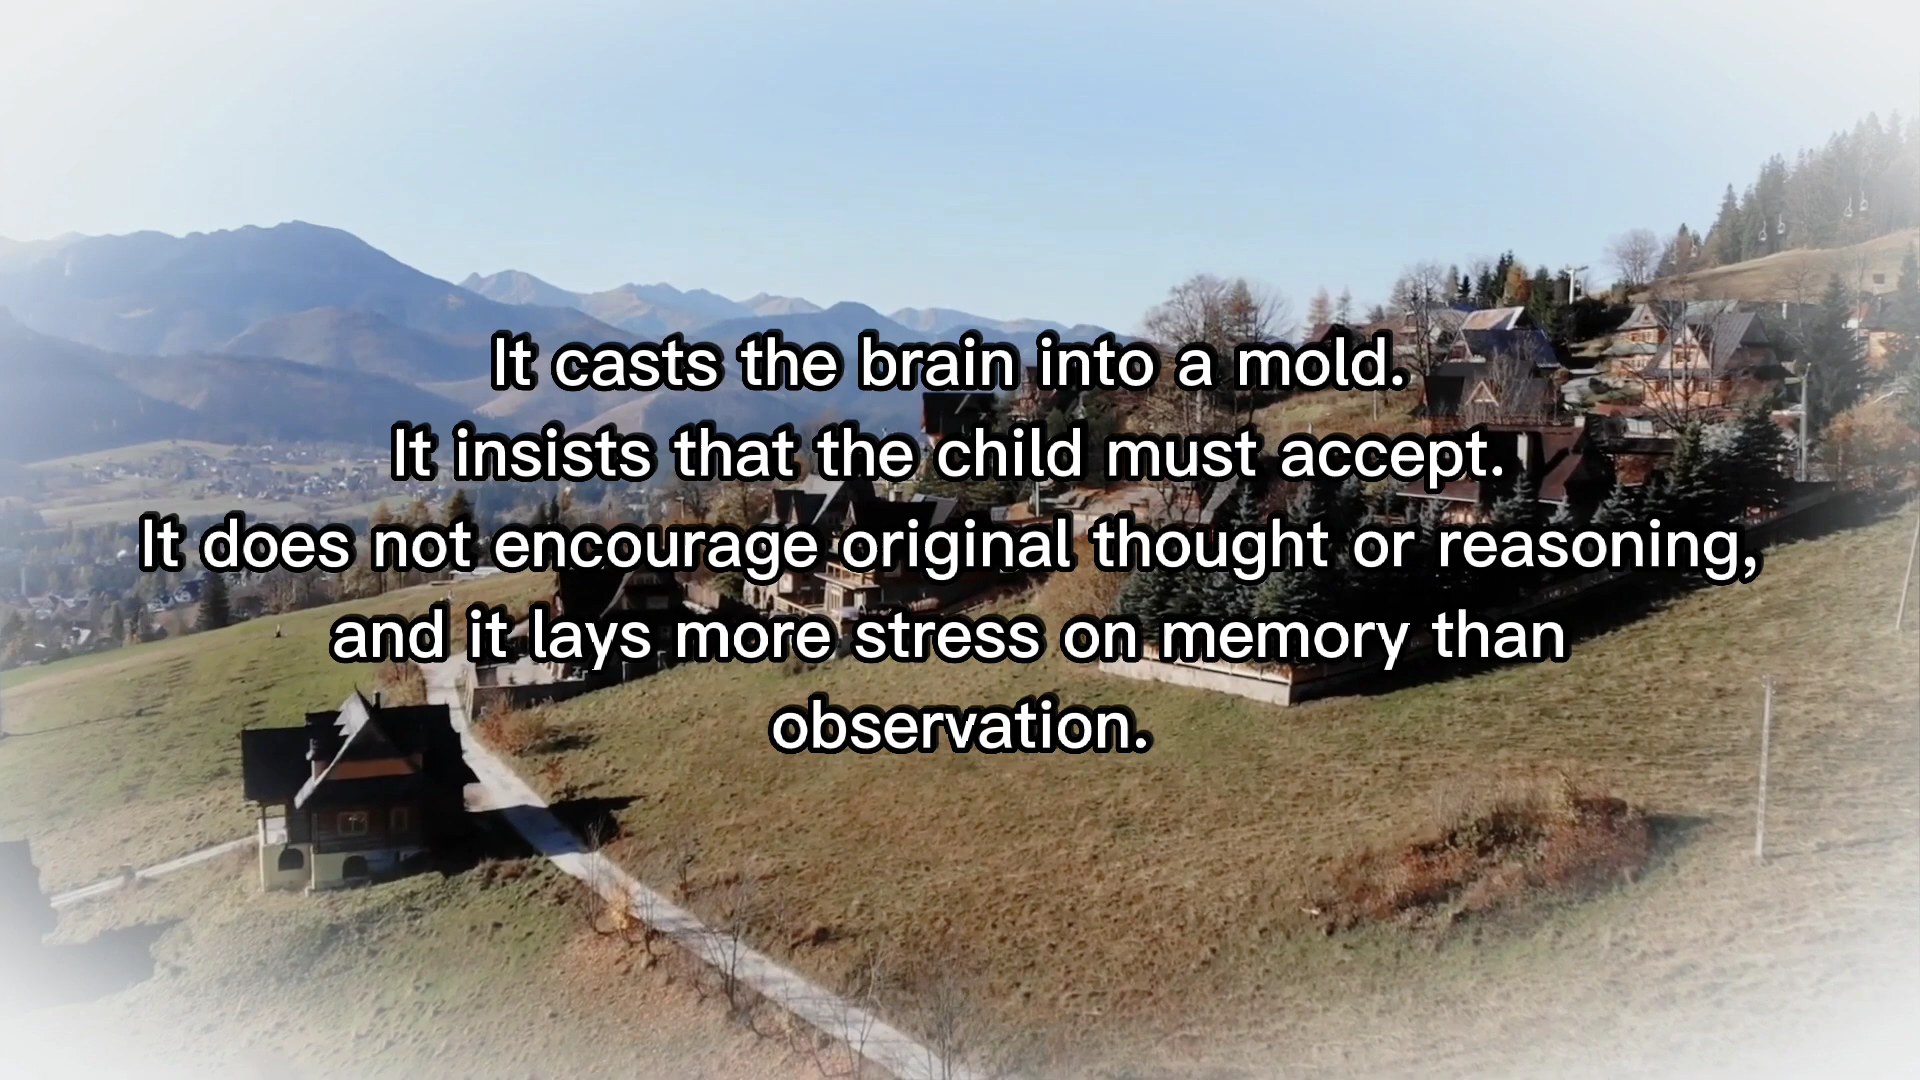 It casts the brain into a mold.
It insists that the child must accept.
It does not encourage original thought or reasoning,
and it lays more stress on memory than
observation.